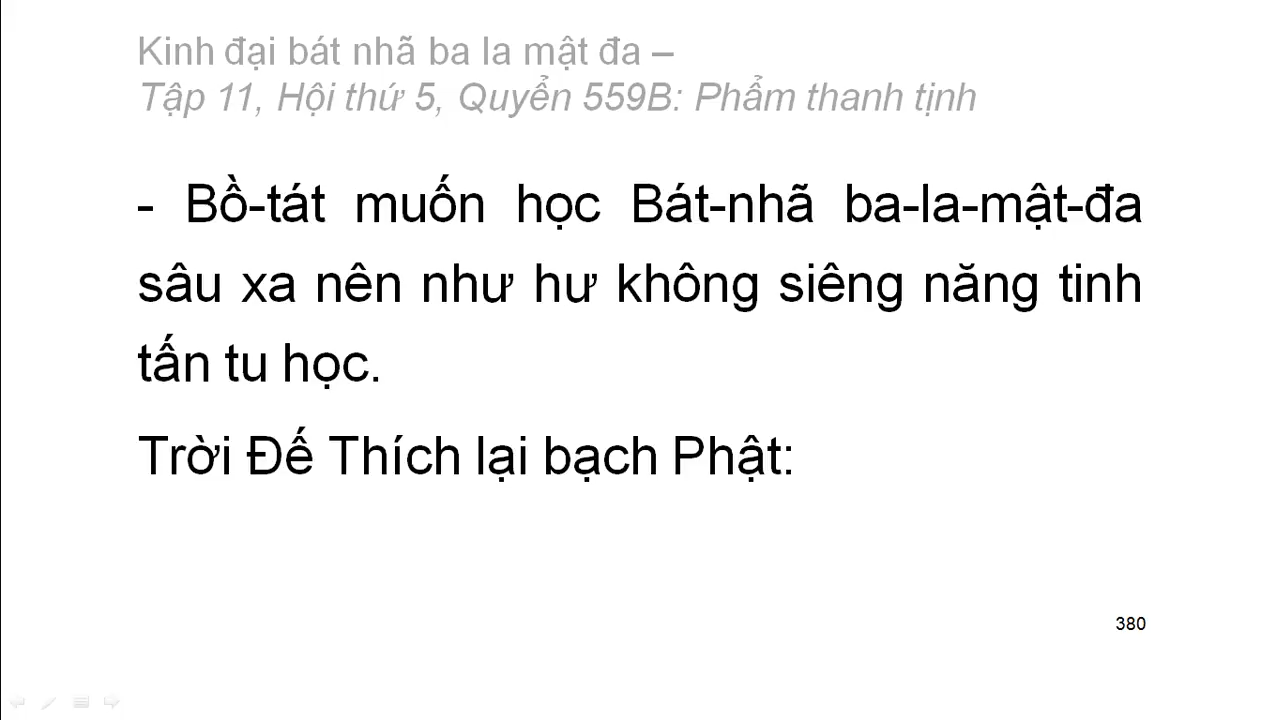 Kinh đại bát nhã ba la mật đa –
Tập 11, Hội thứ 5, Quyển 559B: Phẩm thanh tịnh
- Bồ-tát muốn học Bát-nhã ba-la-mật-đa
sâu xa nên như hư không siêng năng tinh
tấn tu học.
Trời Đế Thích lại bạch Phật:
380